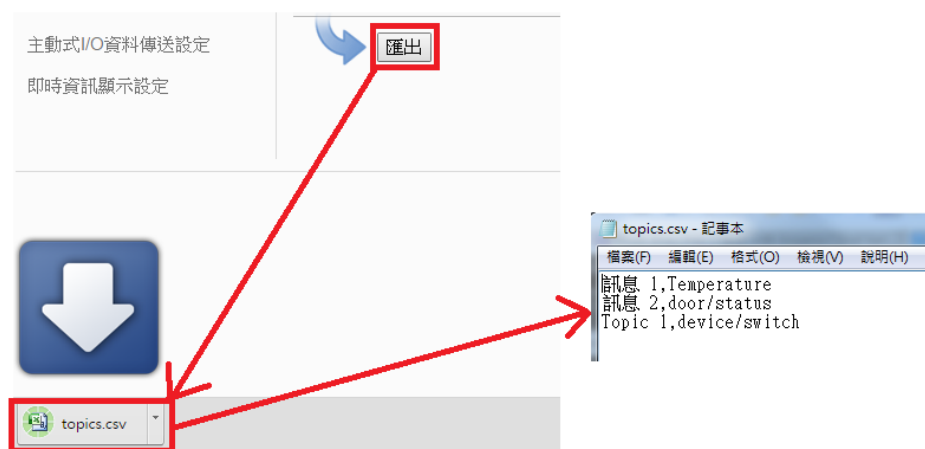 主動式I/O資料傳送設定
即時資訊顯示設定
匯出
topics.csv
topics.csv - 記事本
檔案(F) 編輯(E) 格式(O) 檢視(V) 說明(H)
訊息 1,Temperature
訊息 2,door/status
Topic 1,device/switch